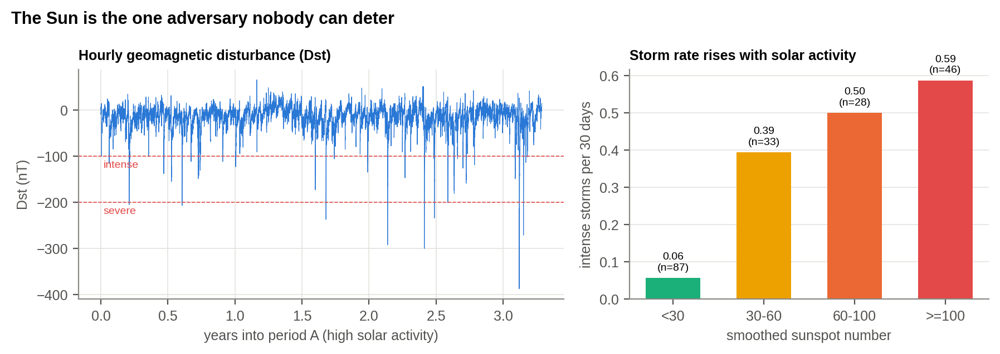 The Sun is the one adversary nobody can deter
Hourly geomagnetic disturbance (Dst)
Dst (nT)
0
−100
−200
−300
−400
intense
severe
0.0
0.5
1.0
1.5
2.0
2.5
3.0
years into period A (high solar activity)
Storm rate rises with solar activity
intense storms per 30 days
0.6
0.5
0.4
0.3
0.2
0.1
0.0
0.06
(n=87)
0.39
(n=33)
0.50
(n=28)
0.59
(n=46)
<30
30-60
60-100
>=100
smoothed sunspot number